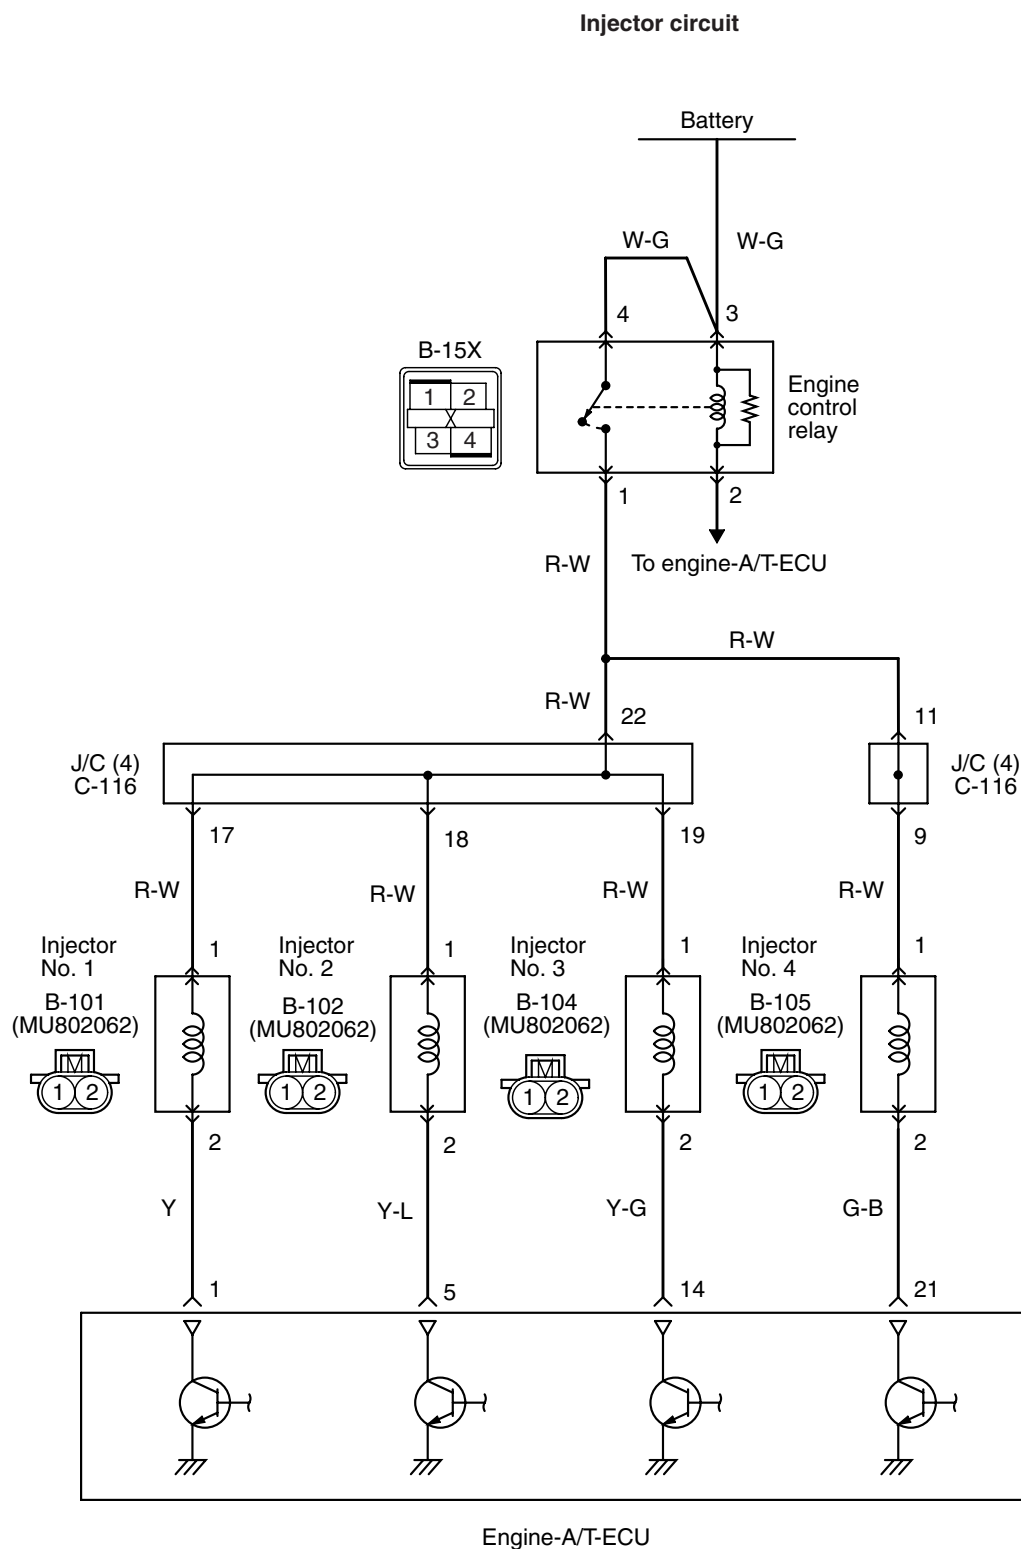 Injector circuit
Battery
W-G W-G
4 3
B-15X
1 2
3 4
Engine
control
relay
1 2
R-W To engine-A/T-ECU
R-W
R-W
22 11
J/C (4)
C-116
J/C (4)
C-116
17 18 19 9
R-W R-W R-W R-W
Injector
No. 1
B-101
(MU802062)
1 2
1
Injector
No. 2
B-102
(MU802062)
1 2
1
Injector
No. 3
B-104
(MU802062)
1 2
1
Injector
No. 4
B-105
(MU802062)
1 2
1
2 2 2 2
Y Y-L Y-G G-B
1 5 14 21
Engine-A/T-ECU